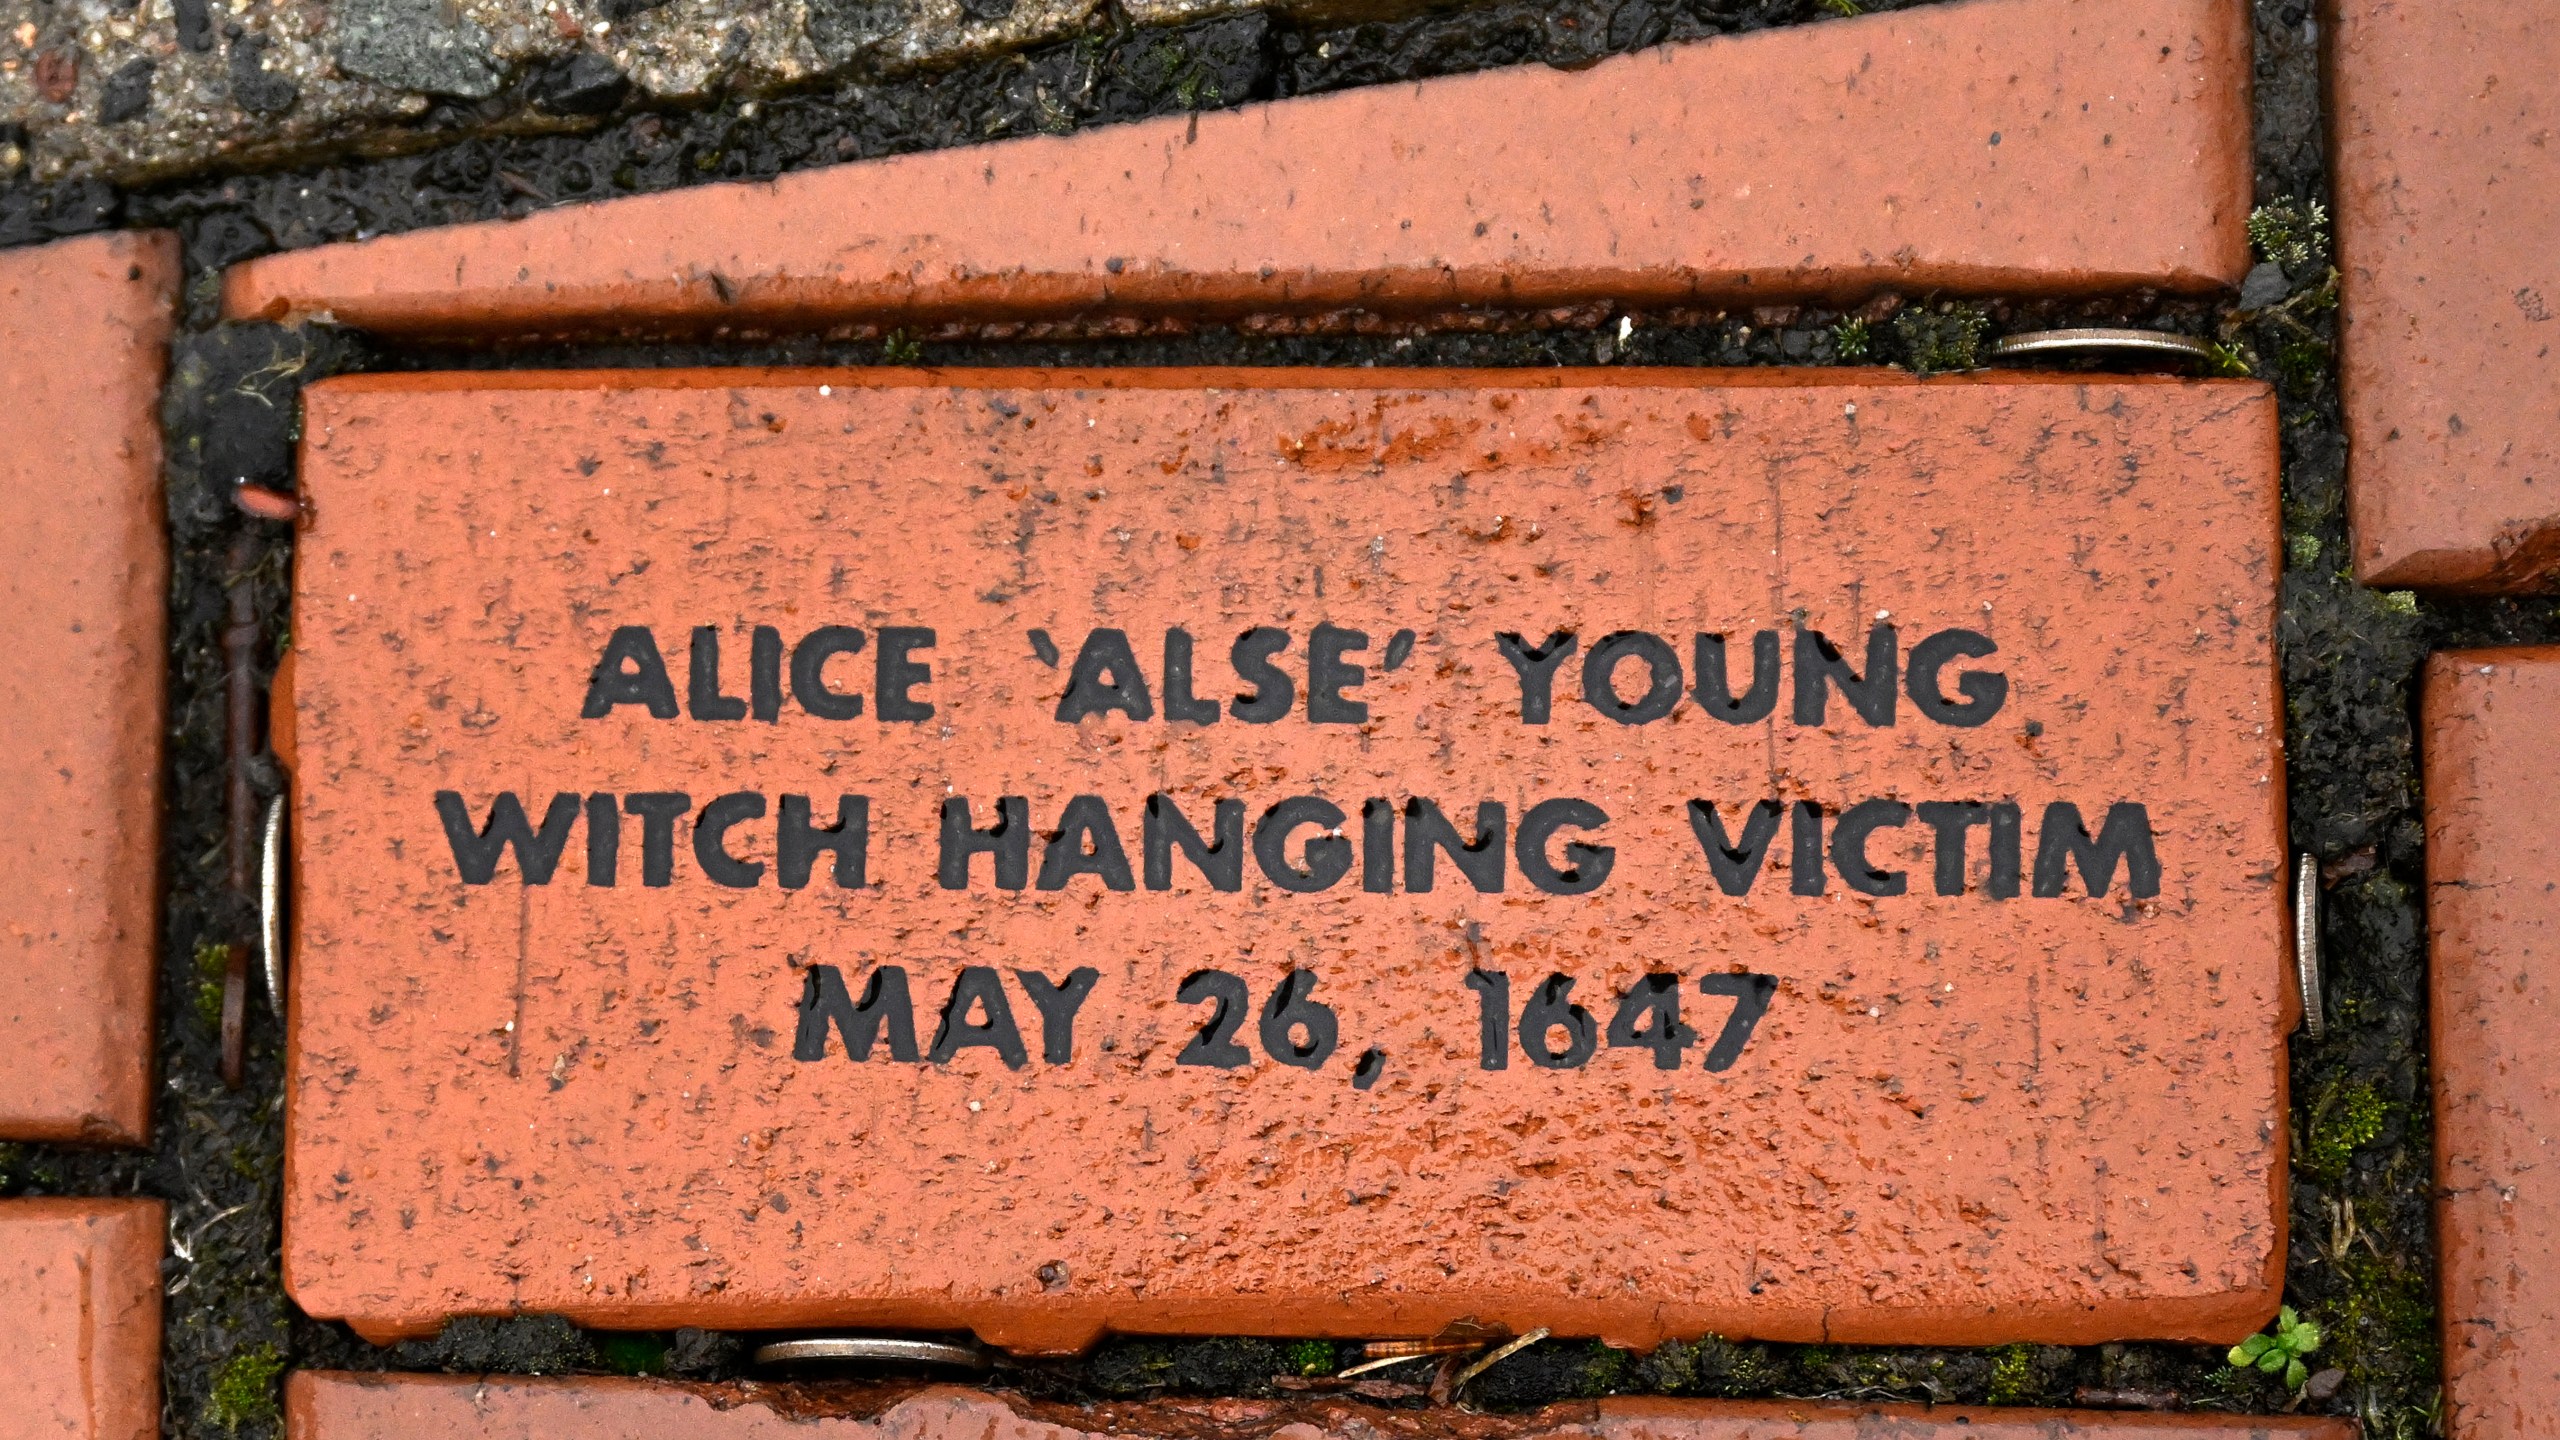 ALICE ‘ALSE’ YOUNG
WITCH HANGING VICTIM
MAY 26, 1647